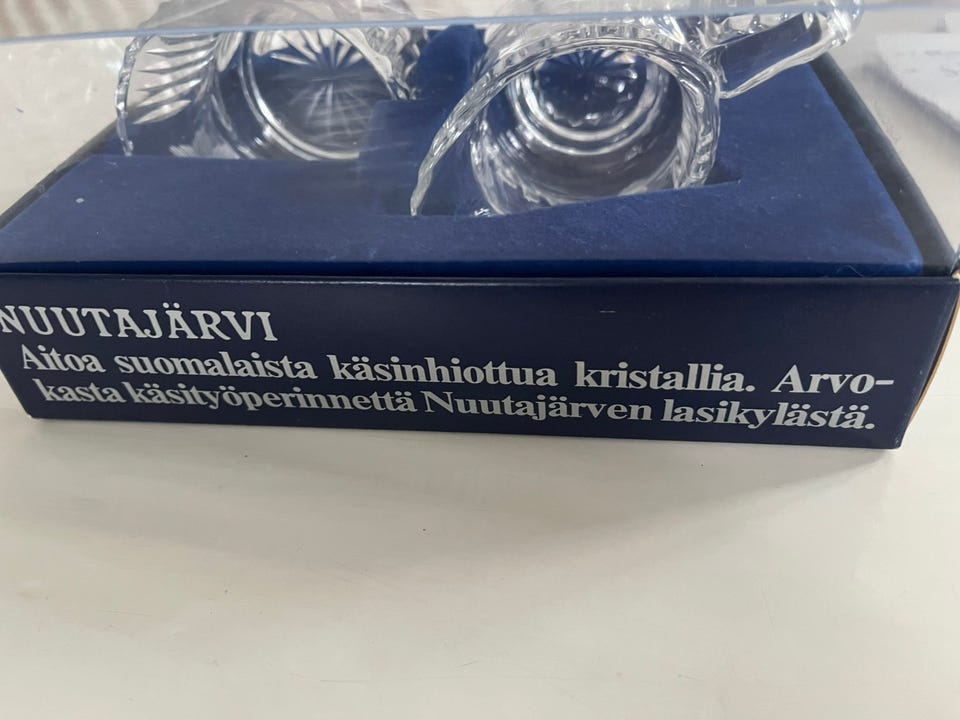 NUUTAJÄRVI
Aitoa suomalaista käsinhiottua kristallia. Arvo-
kasta käsityöperinnettä Nuutajärven lasikylästä.